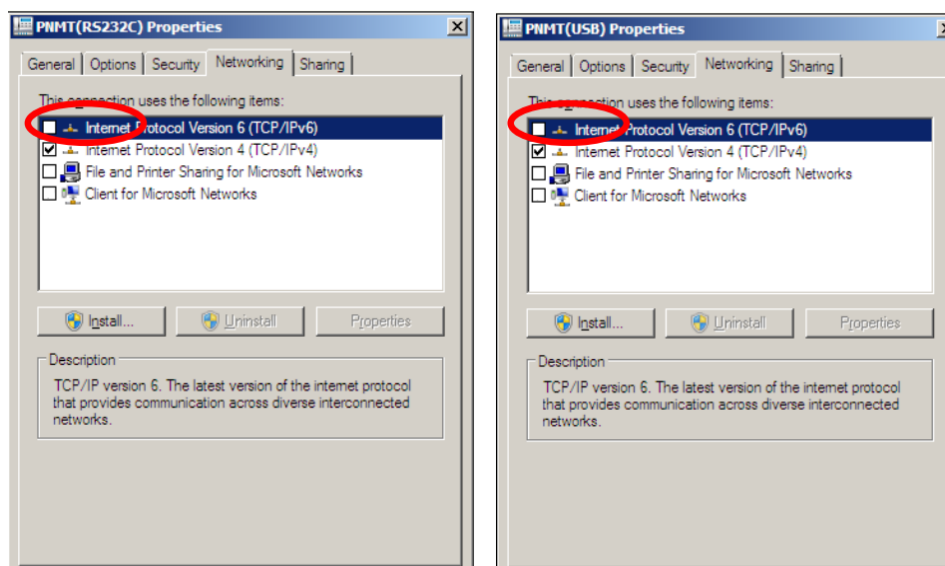 PNMT(RS232C) Properties
General Options Security Networking Sharing
This connection uses the following items:
Internet Protocol Version 6 (TCP/IPv6)
Internet Protocol Version 4 (TCP/IPv4)
File and Printer Sharing for Microsoft Networks
Client for Microsoft Networks
Install... Uninstall Properties
Description
TCP/IP version 6. The latest version of the internet protocol
that provides communication across diverse interconnected
networks.
PNMT(USB) Properties
General Options Security Networking Sharing
This connection uses the following items:
Internet Protocol Version 6 (TCP/IPv6)
Internet Protocol Version 4 (TCP/IPv4)
File and Printer Sharing for Microsoft Networks
Client for Microsoft Networks
Install... Uninstall Properties
Description
TCP/IP version 6. The latest version of the internet protocol
that provides communication across diverse interconnected
networks.